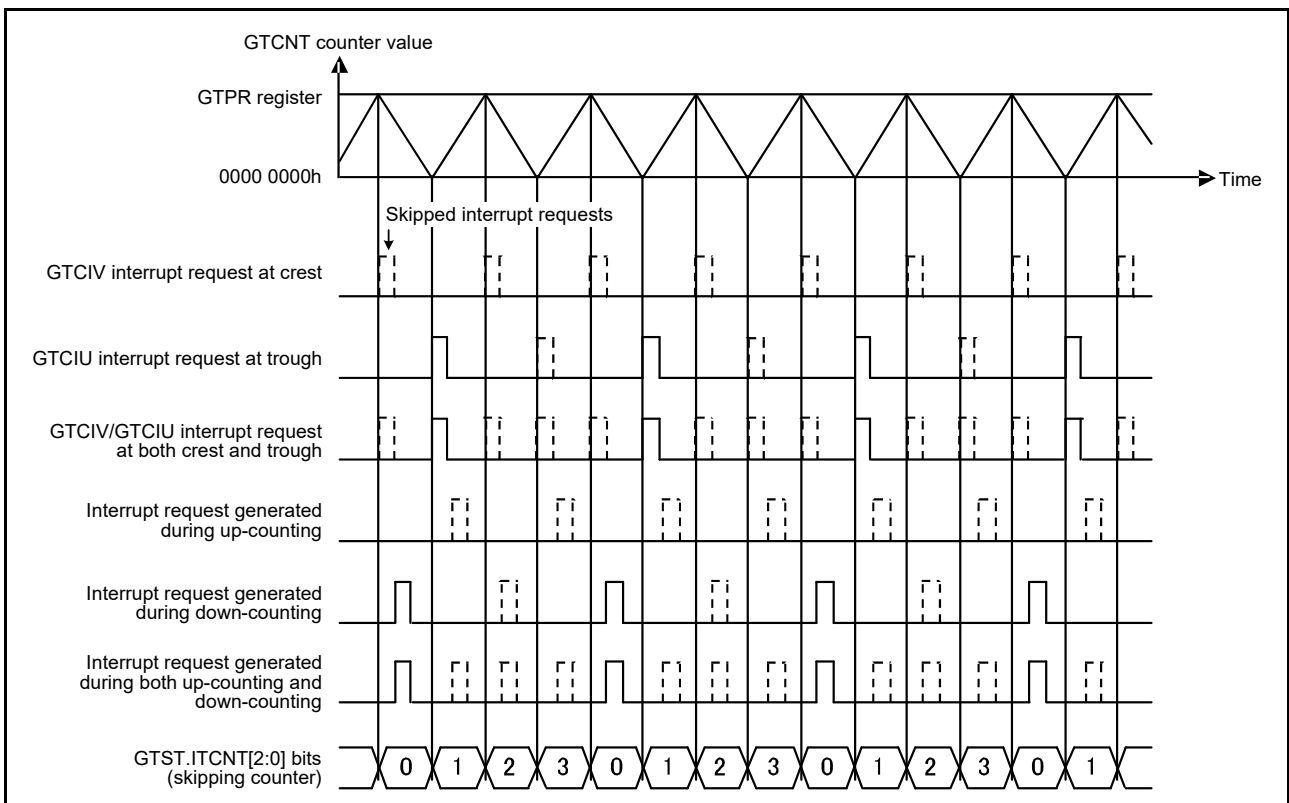 GTCNT counter value
GTPR register
0000 0000h
Time
Skipped interrupt requests
GTCIV interrupt request at crest
GTCIU interrupt request at trough
GTCIV/GTCIU interrupt request
at both crest and trough
Interrupt request generated
during up-counting
Interrupt request generated
during down-counting
Interrupt request generated
during both up-counting and
down-counting
GTST.ITCNT[2:0] bits
(skipping counter)
0 1 2 3 0 1 2 3 0 1 2 3 0 1